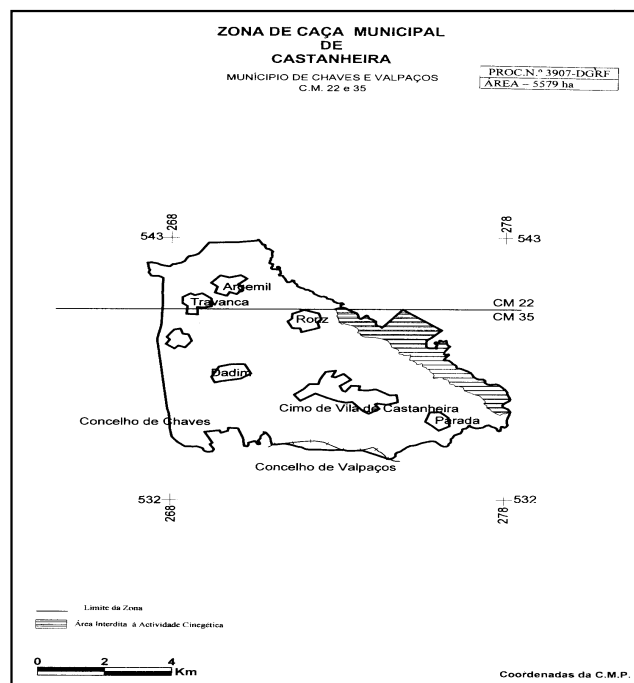 ZONA DE CAÇA MUNICIPAL
DE
CASTANHEIRA
MUNÍCIPIO DE CHAVES E VALPAÇOS
C.M. 22 e 35
PROC.N.º 3907-DGRF
ÁREA – 5579 ha
268
278
543
543
Argemil
Travanca
CM 22
CM 35
Roriz
Dadim
Cimo de Vila de Castanheira
Concelho de Chaves
Parada
Concelho de Valpaços
532
532
268
278
Limite da Zona
Área Interdita à Actividade Cinegética
0 2 4
Km
Coordenadas da C.M.P.